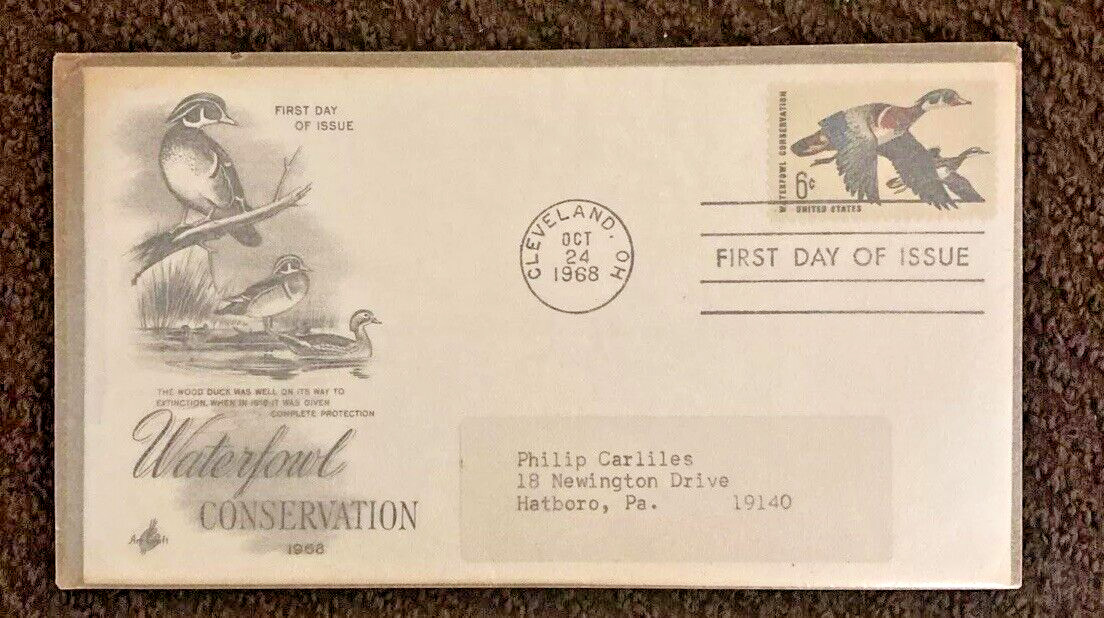 FIRST DAY
OF ISSUE
WATERFOWL CONSERVATION
6¢
UNITED STATES
CLEVELAND, OH
OCT
24
1968
FIRST DAY OF ISSUE
THE WOOD DUCK WAS WELL ON ITS WAY TO
EXTINCTION, WHEN IN 1918 IT WAS GIVEN
COMPLETE PROTECTION
Waterfowl
CONSERVATION
1968
Art Craft
Philip Carliles
18 Newington Drive
Hatboro, Pa. 19140